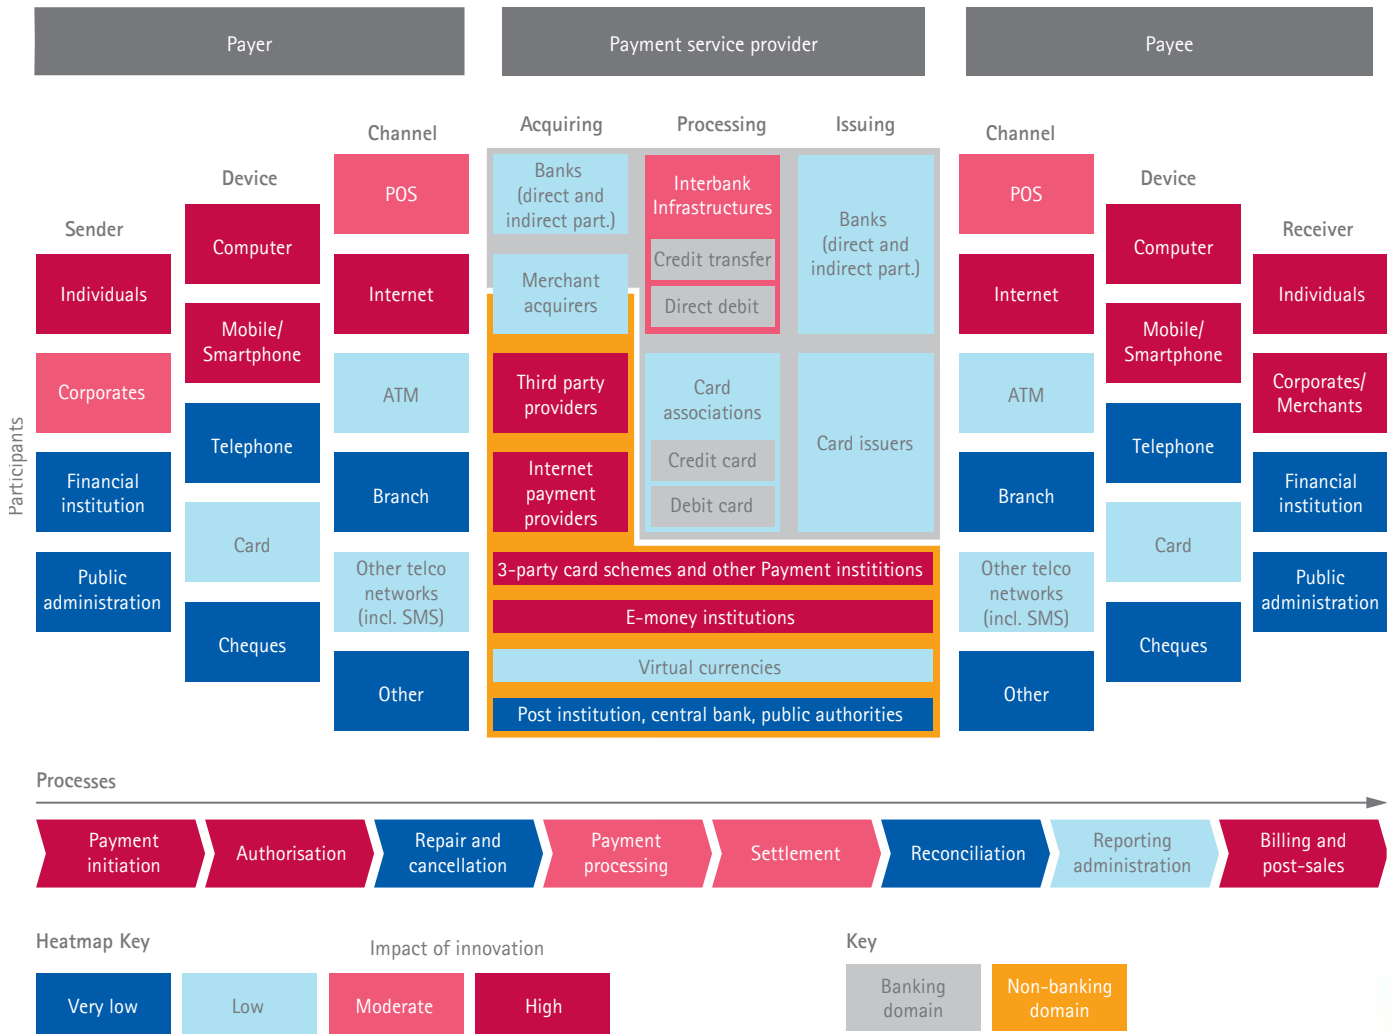 Payer
Payment service provider
Payee
Participants
Sender
Individuals
Corporates
Financial
institution
Public
administration
Device
Computer
Mobile/
Smartphone
Telephone
Card
Cheques
Channel
POS
Internet
ATM
Branch
Other telco
networks
(incl. SMS)
Other
Acquiring
Banks
(direct and
indirect part.)
Merchant
acquirers
Third party
providers
Internet
payment
providers
Processing
Interbank
Infrastructures
Credit transfer
Direct debit
Card
associations
Credit card
Debit card
Issuing
Banks
(direct and
indirect part.)
Card issuers
3-party card schemes and other Payment instititions
E-money institutions
Virtual currencies
Post institution, central bank, public authorities
Channel
POS
Internet
ATM
Branch
Other telco
networks
(incl. SMS)
Other
Device
Computer
Mobile/
Smartphone
Telephone
Card
Cheques
Receiver
Individuals
Corporates/
Merchants
Financial
institution
Public
administration
Processes
Payment
initiation
Authorisation
Repair and
cancellation
Payment
processing
Settlement
Reconciliation
Reporting
administration
Billing and
post-sales
Heatmap Key
Impact of innovation
Very low
Low
Moderate
High
Key
Banking
domain
Non-banking
domain